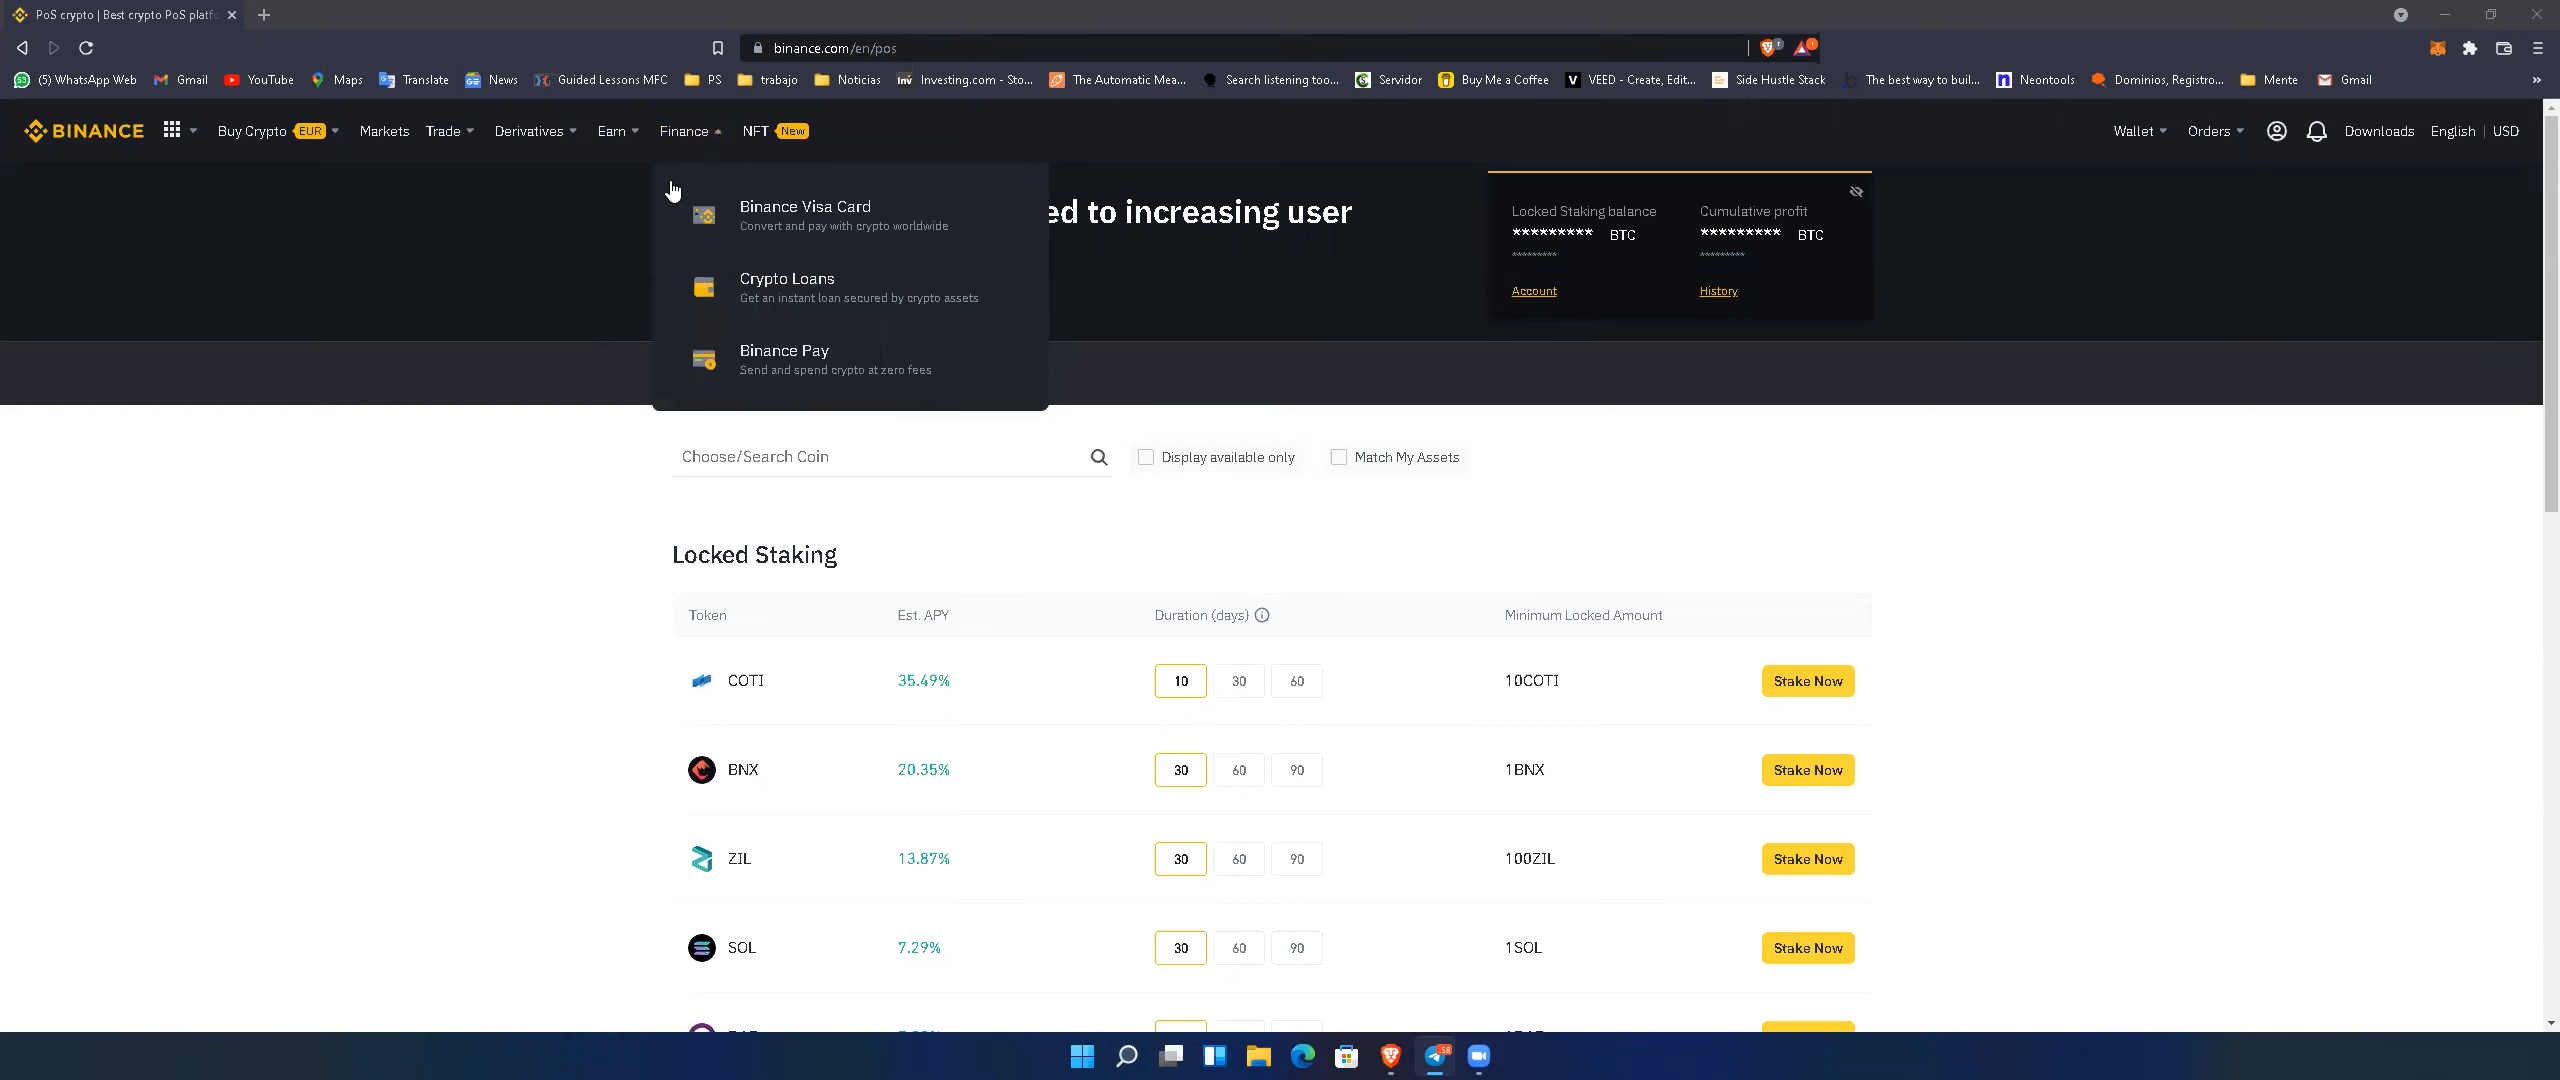 PoS crypto | Best crypto PoS platfo
binance.com/en/pos
(5) WhatsApp Web Gmail YouTube Maps Translate News Guided Lessons MFC PS trabajo Noticias Investing.com - Sto... The Automatic Mea... Search listening too... Servidor Buy Me a Coffee VEED - Create, Edit... Side Hustle Stack The best way to buil... Neontools Dominios, Registro... Mente Gmail
BINANCE Buy Crypto EUR Markets Trade Derivatives Earn Finance NFT New Wallet Orders Downloads English | USD
Binance Visa Card
Convert and pay with crypto worldwide
Crypto Loans
Get an instant loan secured by crypto assets
Binance Pay
Send and spend crypto at zero fees
ed to increasing user
Locked Staking balance Cumulative profit
********* BTC ********* BTC
********* *********
Account History
Choose/Search Coin Display available only Match My Assets
Locked Staking
Token Est. APY Duration (days) Minimum Locked Amount
COTI 35.49% 10 30 60 10COTI Stake Now
BNX 20.35% 30 60 90 1BNX Stake Now
ZIL 13.87% 30 60 90 100ZIL Stake Now
SOL 7.29% 30 60 90 1SOL Stake Now
58